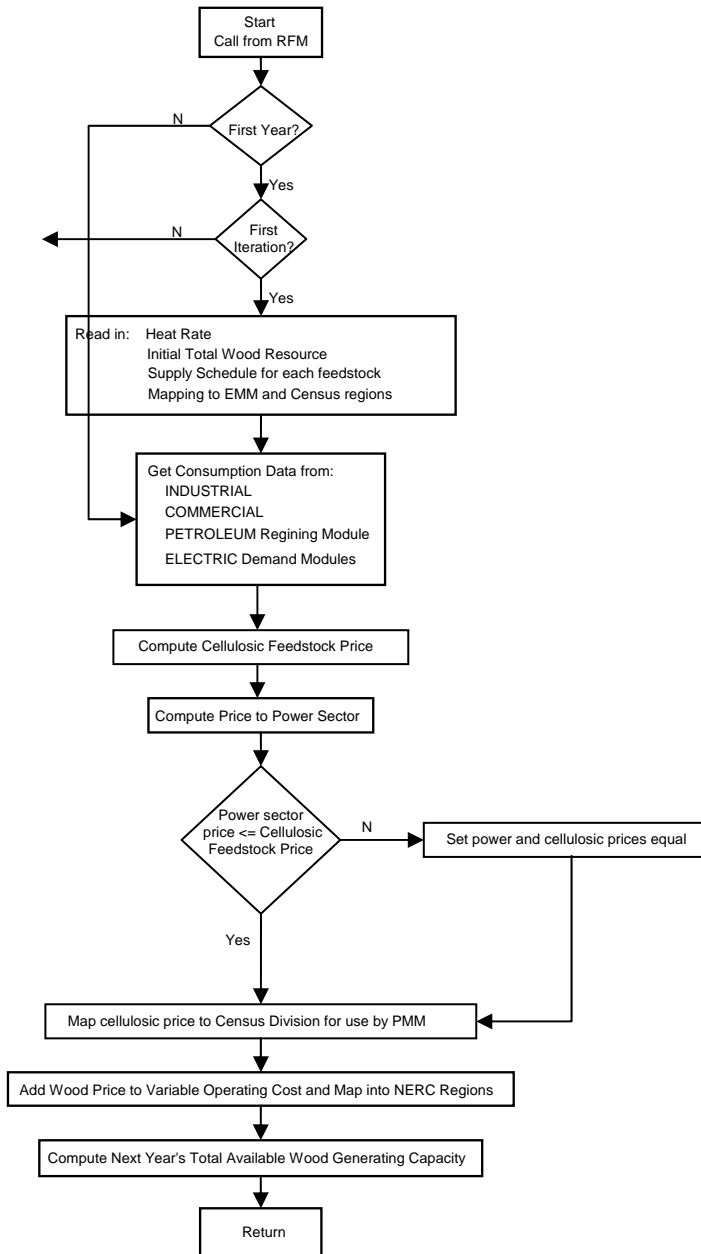 Start
Call from RFM
N
First Year?
Yes
N
First
Iteration?
Yes
Read in: Heat Rate
Initial Total Wood Resource
Supply Schedule for each feedstock
Mapping to EMM and Census regions
Get Consumption Data from:
INDUSTRIAL
COMMERCIAL
PETROLEUM Regining Module
ELECTRIC Demand Modules
Compute Cellulosic Feedstock Price
Compute Price to Power Sector
Power sector
price <= Cellulosic
Feedstock Price
N
Set power and cellulosic prices equal
Yes
Map cellulosic price to Census Division for use by PMM
Add Wood Price to Variable Operating Cost and Map into NERC Regions
Compute Next Year's Total Available Wood Generating Capacity
Return